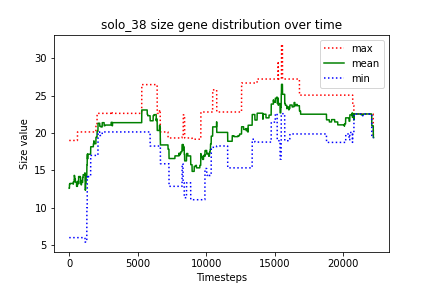 solo_38 size gene distribution over time
max
mean
min
Size value
30
25
20
15
10
5
0
5000
10000
15000
20000
Timesteps